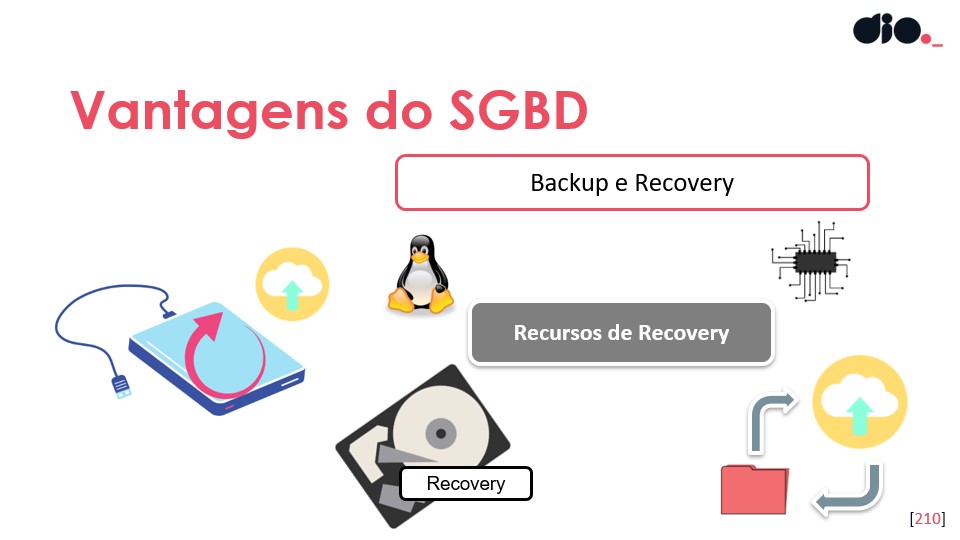 dio._
Vantagens do SGBD
Backup e Recovery
Recursos de Recovery
Recovery
[210]